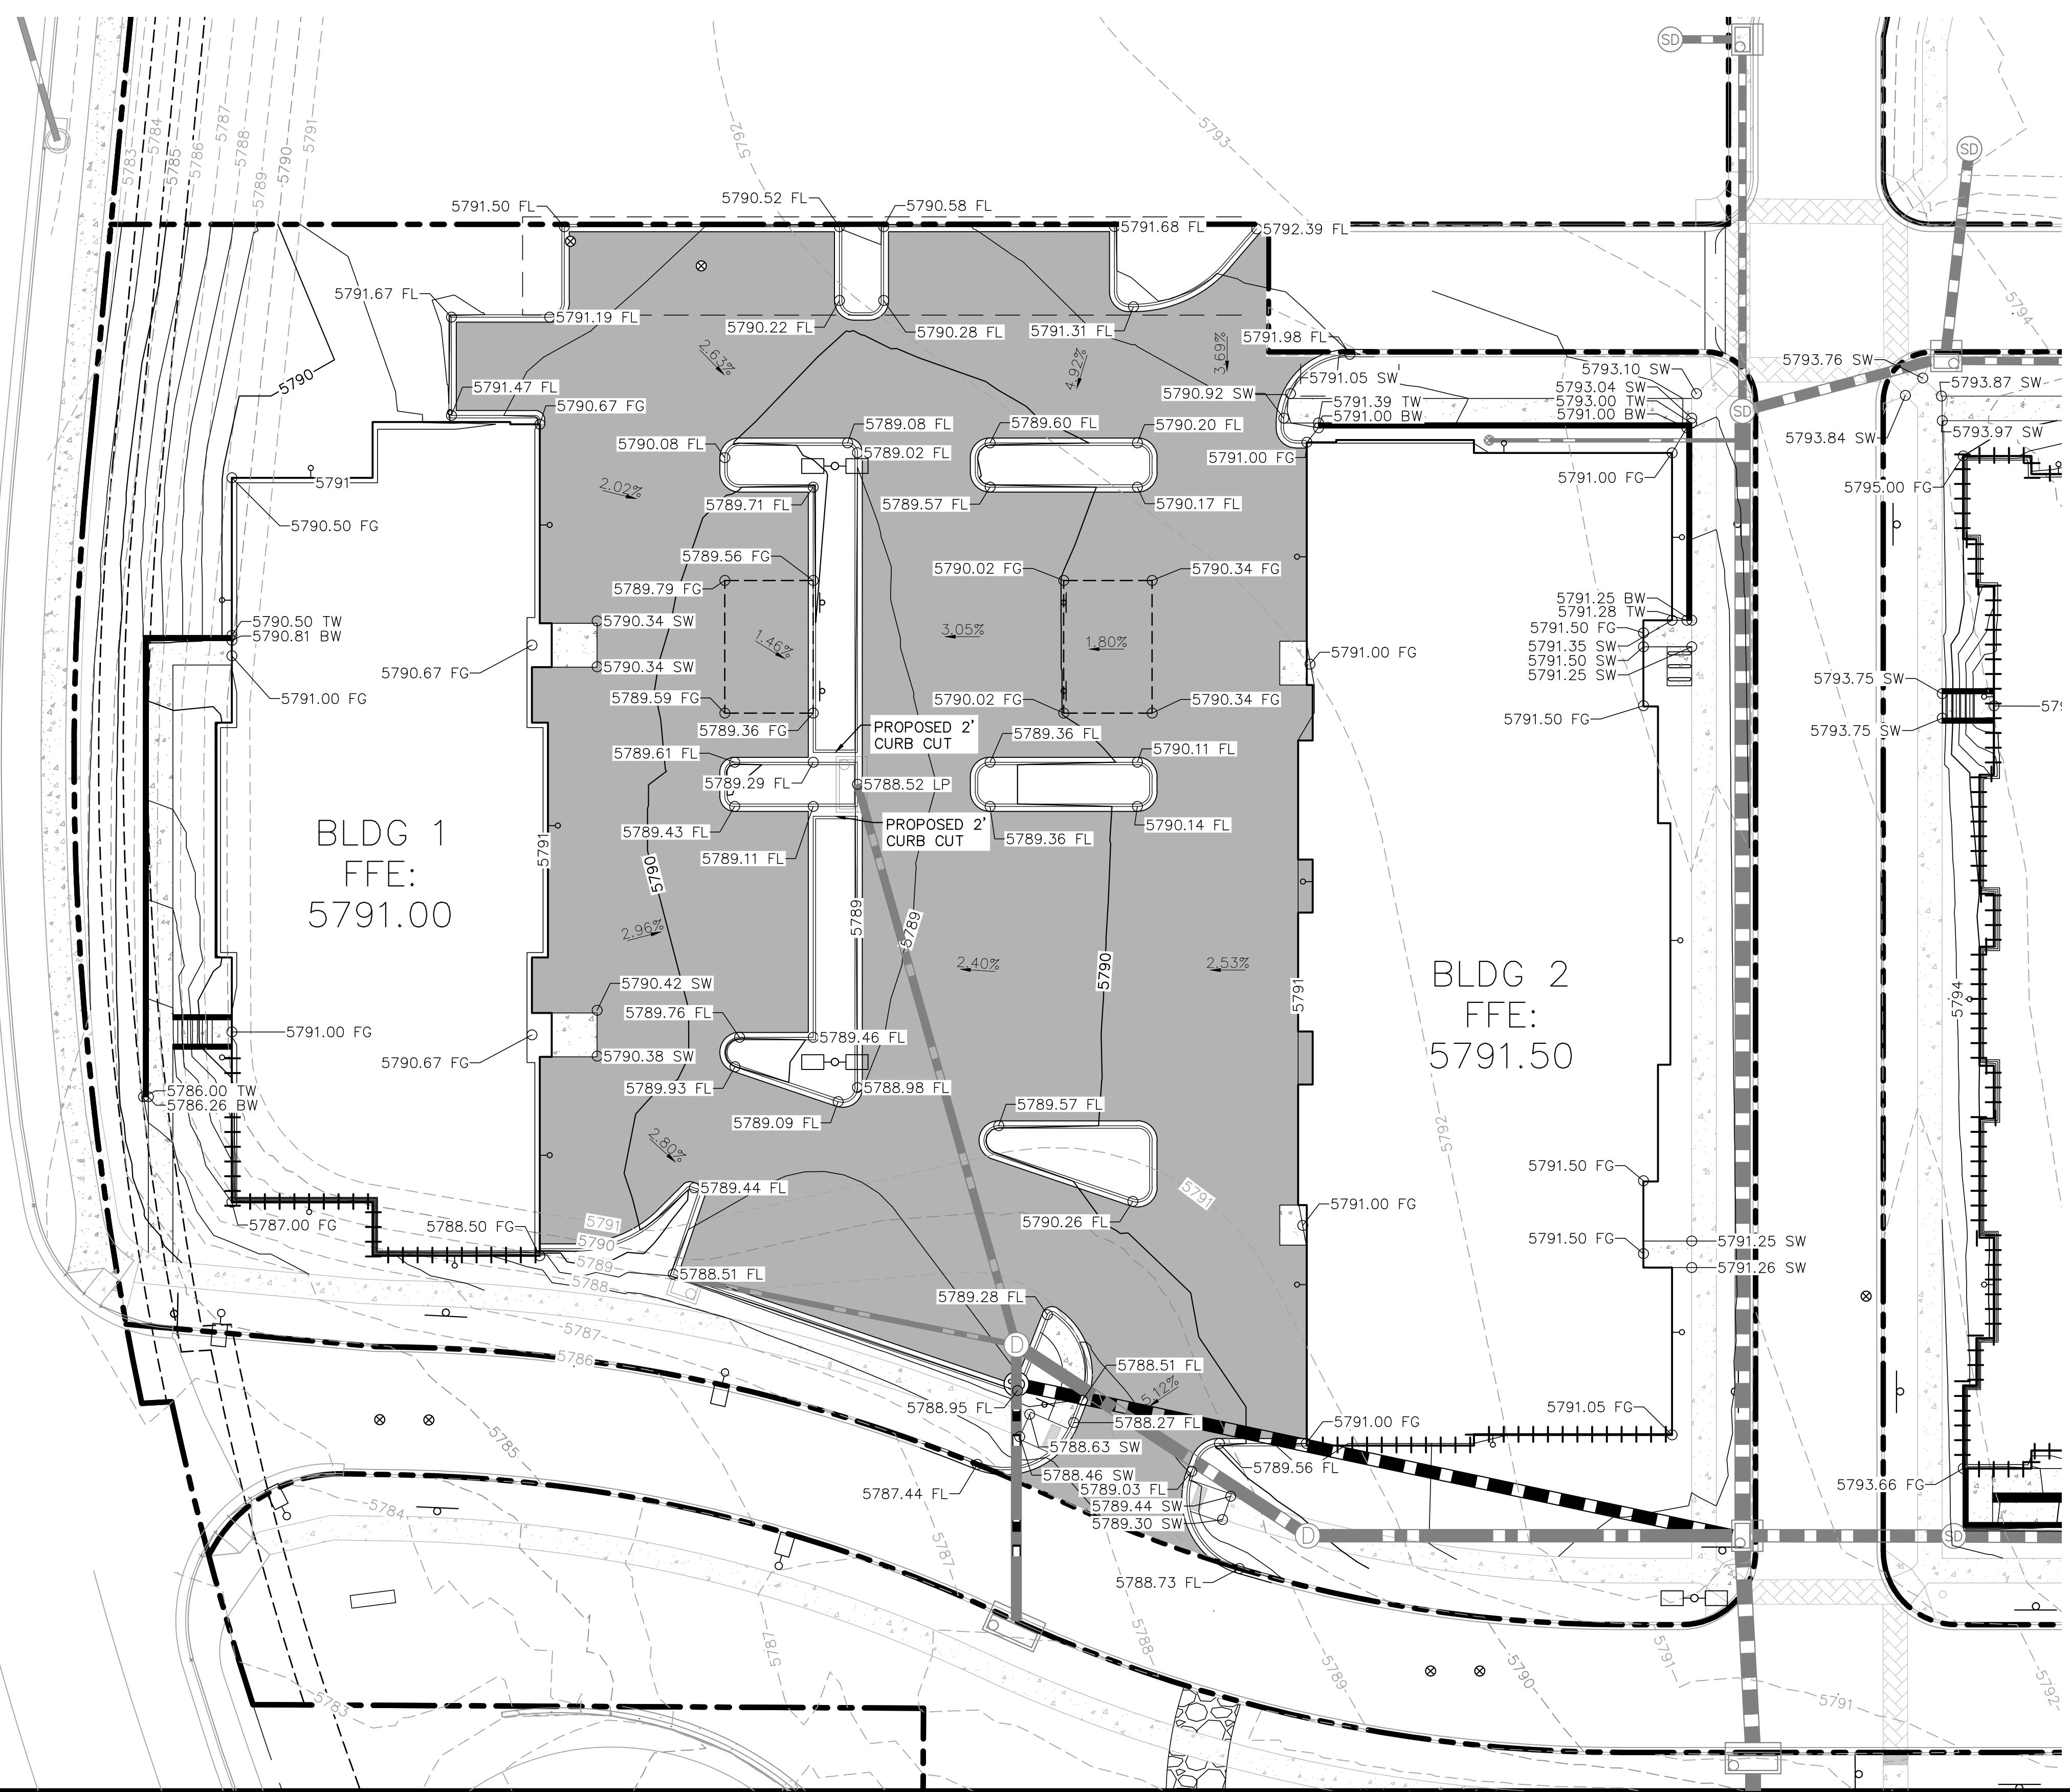 SD
5783
5784
5785
5786
5787
5788
5789
5790
5791
5792
5793
SD
5794
5791.50 FL
5790.52 FL
5790.58 FL
5791.68 FL
5792.39 FL
5791.67 FL
5791.19 FL
5790.22 FL
5790.28 FL
5791.31 FL
3.69%
5791.98 FL
2.63%
4.92%
5790
5791.47 FL
5790.67 FG
5791.05 SW
5790.92 SW
5791.39 TW
5791.00 BW
5793.10 SW
5793.04 SW
5793.00 TW
5791.00 BW
SD
5793.76 SW
5793.87 SW
5793.84 SW
5793.97 SW
5790.08 FL
5789.08 FL
5789.02 FL
5789.60 FL
5790.20 FL
5791.00 FG
5791.00 FG
5795.00 FG
5791
2.02%
5789.71 FL
5789.57 FL
5790.17 FL
5790.50 FG
5789.56 FG
5789.79 FG
5790.02 FG
5790.34 FG
5790.50 TW
5790.81 BW
5790.34 SW
1.46%
3.05%
1.80%
5791.25 BW
5791.28 TW
5791.50 FG
5791.35 SW
5791.50 SW
5791.25 SW
5790.67 FG
5790.34 SW
5791.00 FG
5791.00 FG
5789.59 FG
5789.36 FG
5790.02 FG
5790.34 FG
5791.50 FG
5793.75 SW
5793.75 SW
PROPOSED 2'
CURB CUT
5789.36 FL
5790.11 FL
5789.61 FL
5789.29 FL
5788.52 LP
5789.43 FL
5789.11 FL
PROPOSED 2'
CURB CUT
5789.36 FL
5790.14 FL
BLDG 1
FFE:
5791.00
5791
5790
5789
5789
5790
5791
2.96%
2.40%
2.53%
BLDG 2
FFE:
5791.50
5794
5790.42 SW
5789.76 FL
5789.46 FL
5791.00 FG
5790.67 FG
5790.38 SW
5789.93 FL
5788.98 FL
5789.09 FL
5789.57 FL
5786.00 TW
5786.26 BW
2.80%
5792
5791.50 FG
5789.44 FL
5791
5790.26 FL
5791.00 FG
5787.00 FG
5788.50 FG
5791
5790
5789
5788
5791.50 FG
5791.25 SW
5791.26 SW
5788.51 FL
5789.28 FL
5787
5786
D
5788.51 FL
5.12%
5788.95 FL
5788.27 FL
5791.00 FG
5791.05 FG
5788.63 SW
5788.46 SW
5789.56 FL
5785
5787.44 FL
5789.03 FL
5789.44 SW
5789.30 SW
5793.66 FG
5784
D
SD
5787
5788.73 FL
5787
5788
5789
5790
5791
5791
5792
5783